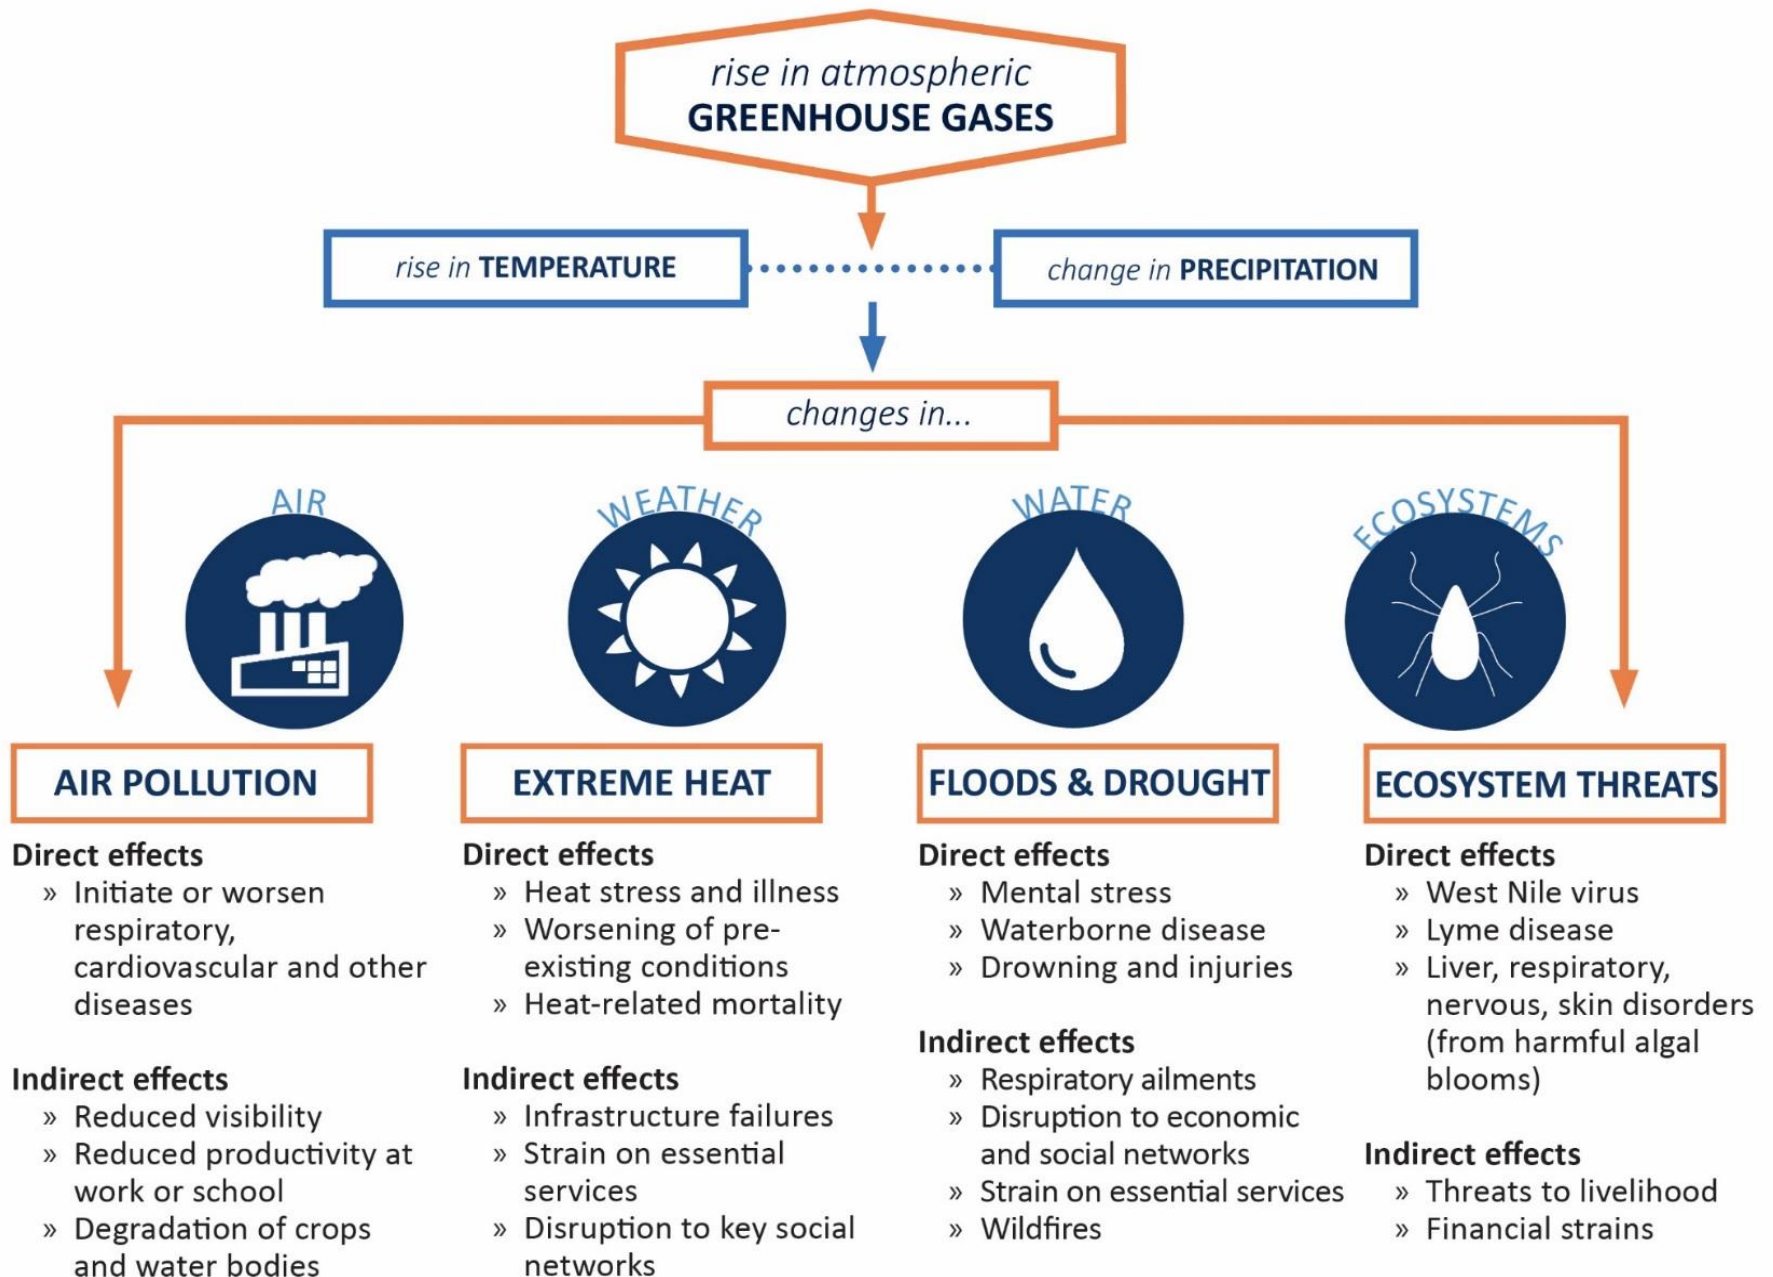 rise in atmospheric
GREENHOUSE GASES
rise in TEMPERATURE
change in PRECIPITATION
changes in...
AIR
WEATHER
WATER
ECOSYSTEMS
AIR POLLUTION
Direct effects
» Initiate or worsen
respiratory,
cardiovascular and other
diseases
Indirect effects
» Reduced visibility
» Reduced productivity at
work or school
» Degradation of crops
and water bodies
EXTREME HEAT
Direct effects
» Heat stress and illness
» Worsening of pre-
existing conditions
» Heat-related mortality
Indirect effects
» Infrastructure failures
» Strain on essential
services
» Disruption to key social
networks
FLOODS & DROUGHT
Direct effects
» Mental stress
» Waterborne disease
» Drowning and injuries
Indirect effects
» Respiratory ailments
» Disruption to economic
and social networks
» Strain on essential services
» Wildfires
ECOSYSTEM THREATS
Direct effects
» West Nile virus
» Lyme disease
» Liver, respiratory,
nervous, skin disorders
(from harmful algal
blooms)
Indirect effects
» Threats to livelihood
» Financial strains